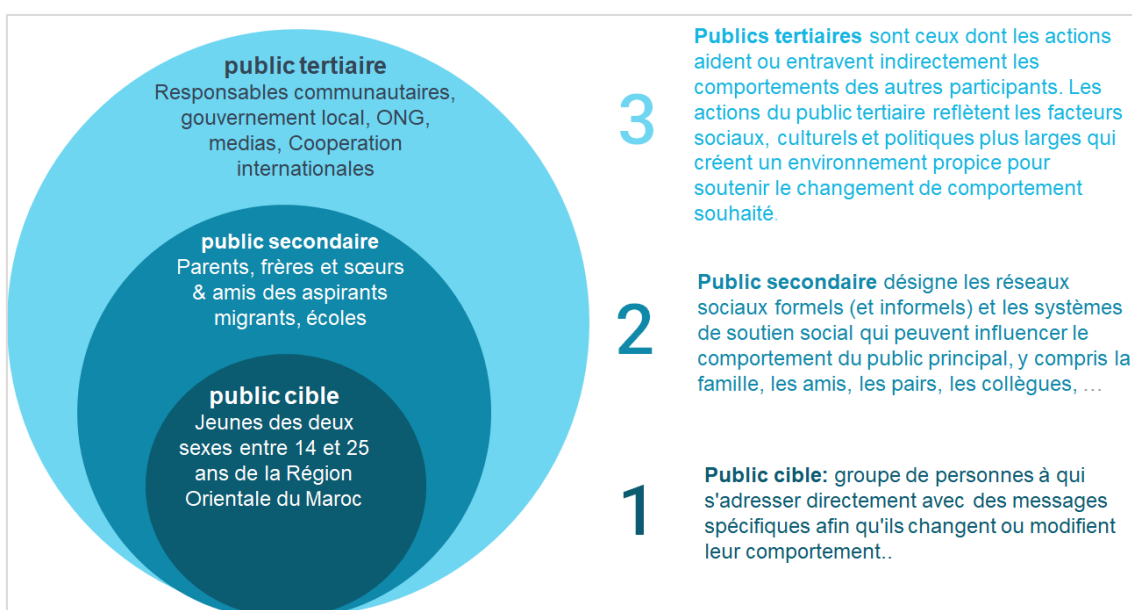 public tertiaire
Responsables communautaires,
gouvernement local, ONG,
medias, Cooperation
internationales
public secondaire
Parents, frères et sœurs
& amis des aspirants
migrants, écoles
public cible
Jeunes des deux
sexes entre 14 et 25
ans de la Région
Orientale du Maroc
3
Publics tertiaires sont ceux dont les actions
aident ou entravent indirectement les
comportements des autres participants. Les
actions du public tertiaire reflètent les facteurs
sociaux, culturels et politiques plus larges qui
créent un environnement propice pour
soutenir le changement de comportement
souhaité.
2
Public secondaire désigne les réseaux
sociaux formels (et informels) et les systèmes
de soutien social qui peuvent influencer le
comportement du public principal, y compris la
famille, les amis, les pairs, les collègues, ...
1
Public cible: groupe de personnes à qui
s'adresser directement avec des messages
spécifiques afin qu'ils changent ou modifient
leur comportement..